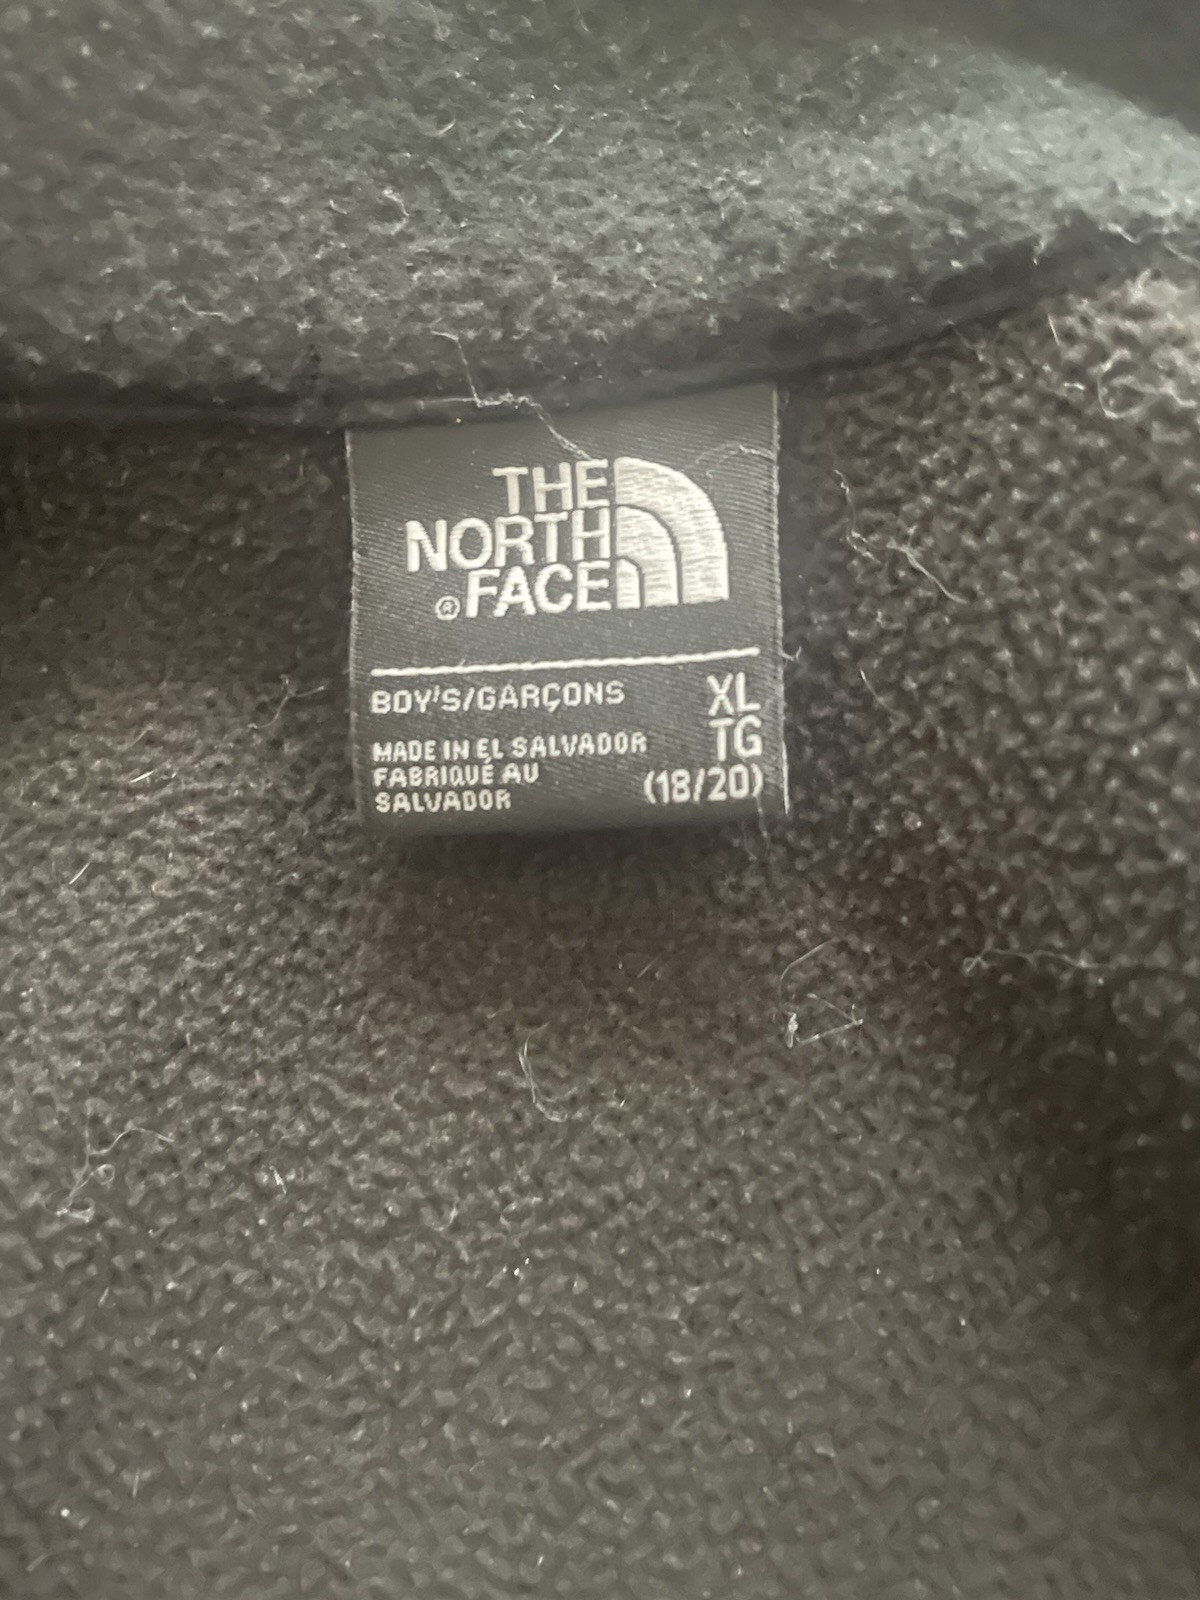 THE
NORTH
® FACE
BOY'S/GARÇONS XL
TG
MADE IN EL SALVADOR
FABRIQUÉ AU (18/20)
SALVADOR